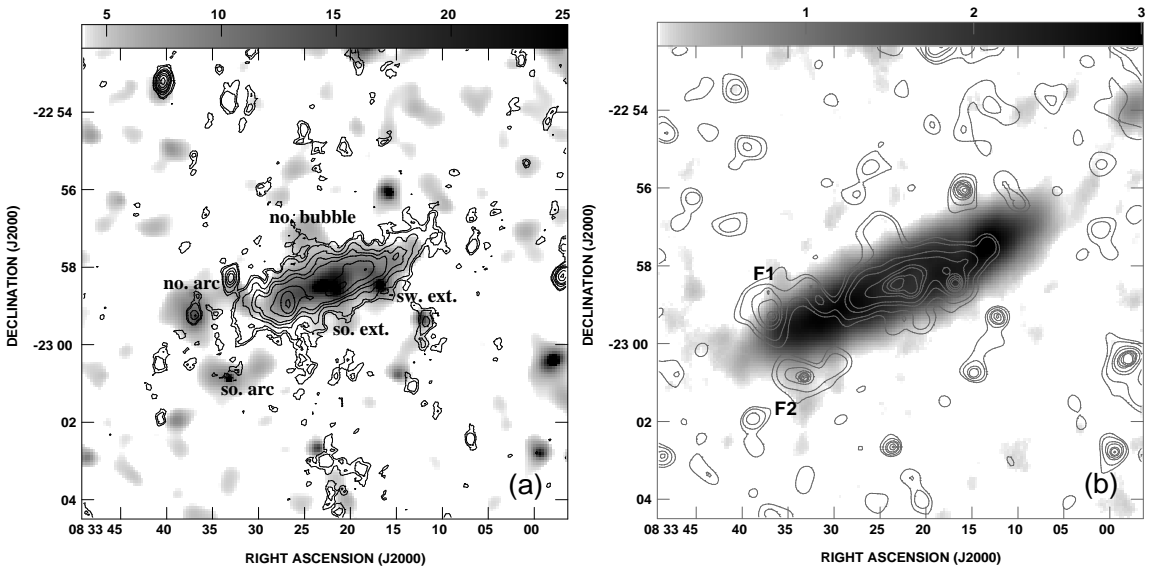 5 10 15 20 25
-22 54
56
58
-23 00
02
04
DECLINATION (J2000)
no. bubble
no. arc
sw. ext.
so. ext.
so. arc
(a)
08 33 45 40 35 30 25 20 15 10 05 00
RIGHT ASCENSION (J2000)
1 2 3
-22 54
56
58
-23 00
02
04
DECLINATION (J2000)
F1
F2
(b)
08 33 45 40 35 30 25 20 15 10 05 00
RIGHT ASCENSION (J2000)